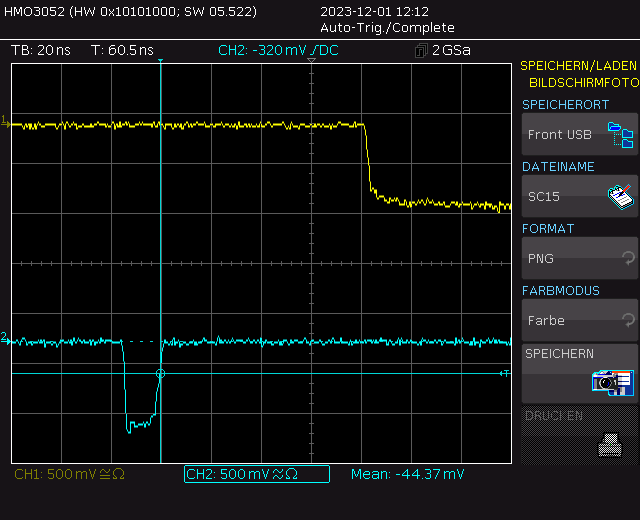 HMO3052 (HW 0x10101000; SW 05.522)
2023-12-01 12:12
Auto-Trig./Complete
TB: 20 ns
T: 60.5 ns
CH2: -320 mV /DC
2 GSa
SPEICHERN/LADEN
BILDSCHIRMFOTO
SPEICHERORT
Front USB
DATEINAME
SC15
FORMAT
PNG
FARBMODUS
Farbe
SPEICHERN
DRUCKEN
1
2
T
CH1: 500 mV ≅Ω
CH2: 500 mV ≈Ω
Mean: -44.37 mV